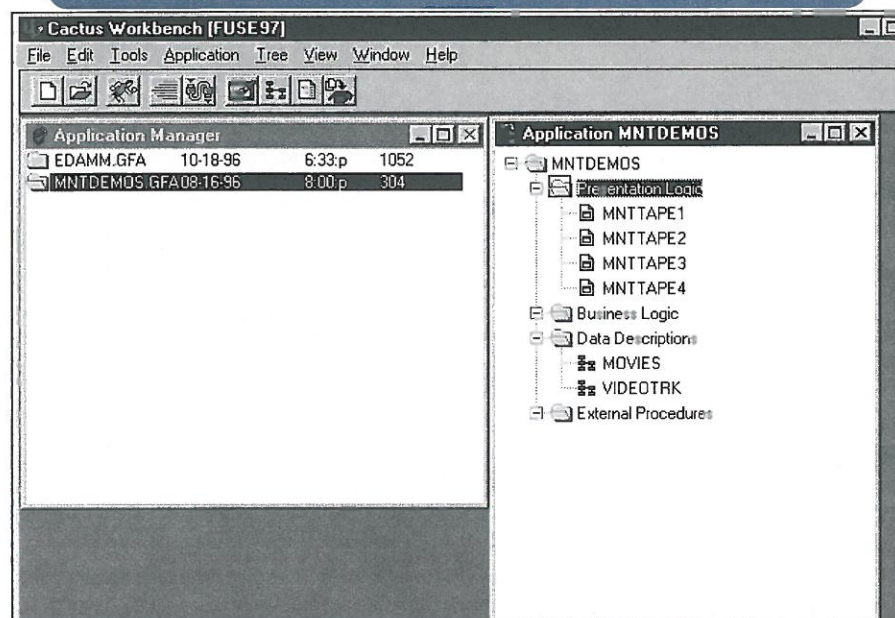 Cactus Workbench [FUSE97]
File Edit Tools Application Tree View Window Help
Application Manager
EDAMM.GFA 10-18-96 6:33:p 1052
MNTDEMOS.GFA 08-16-96 8:00:p 304
Application MNTDEMOS
MNTDEMOS
Presentation Logic
MNTTAPE1
MNTTAPE2
MNTTAPE3
MNTTAPE4
Business Logic
Data Descriptions
MOVIES
VIDEOTRK
External Procedures